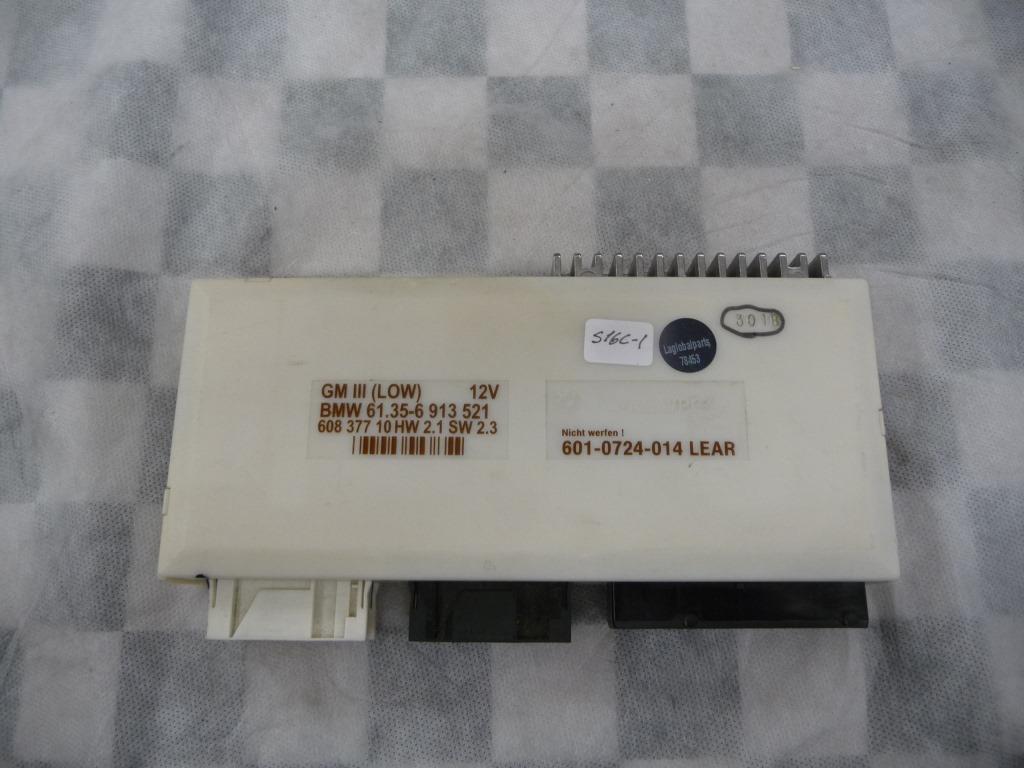 301B
S16C-1
Laglobalparts
78453
GM III (LOW) 12V
BMW 61.35-6 913 521
608 377 10 HW 2.1 SW 2.3
Nicht werfen !
601-0724-014 LEAR